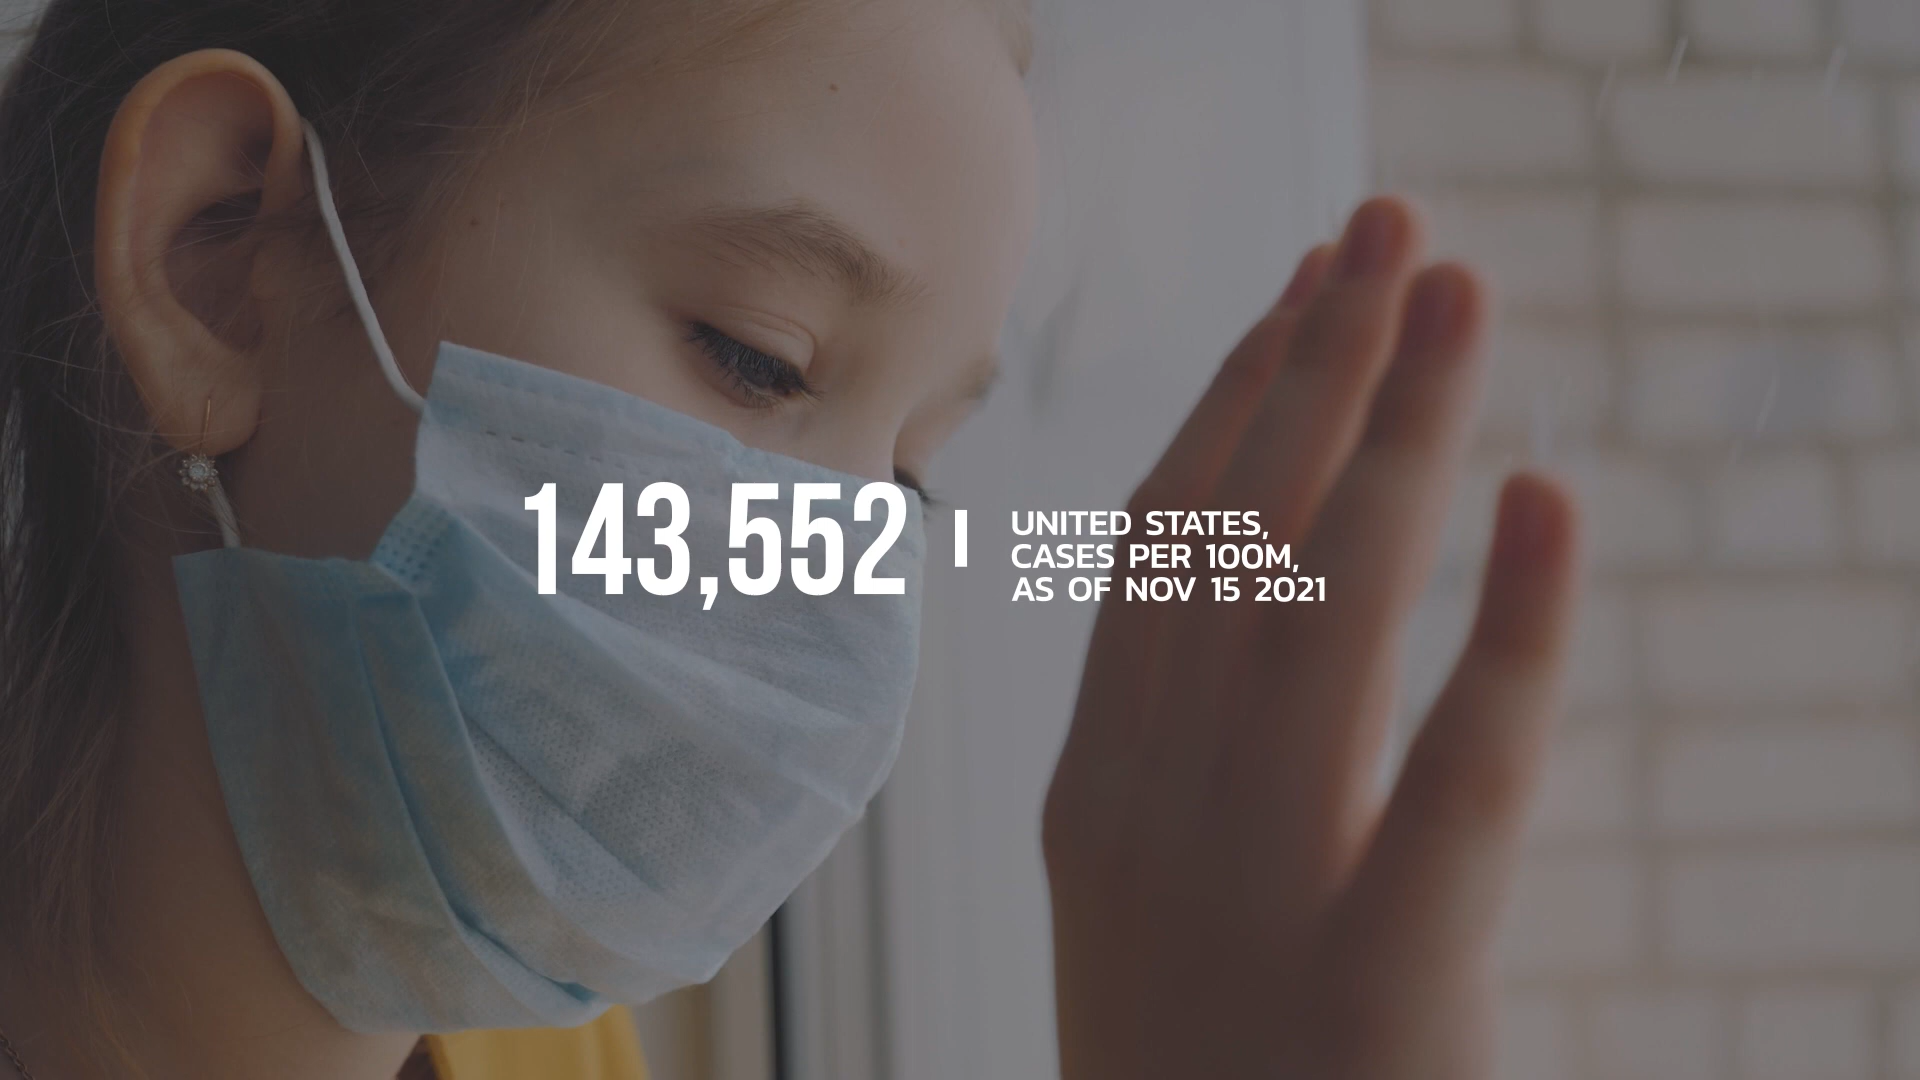 143,552
UNITED STATES,
CASES PER 100M,
AS OF NOV 15 2021